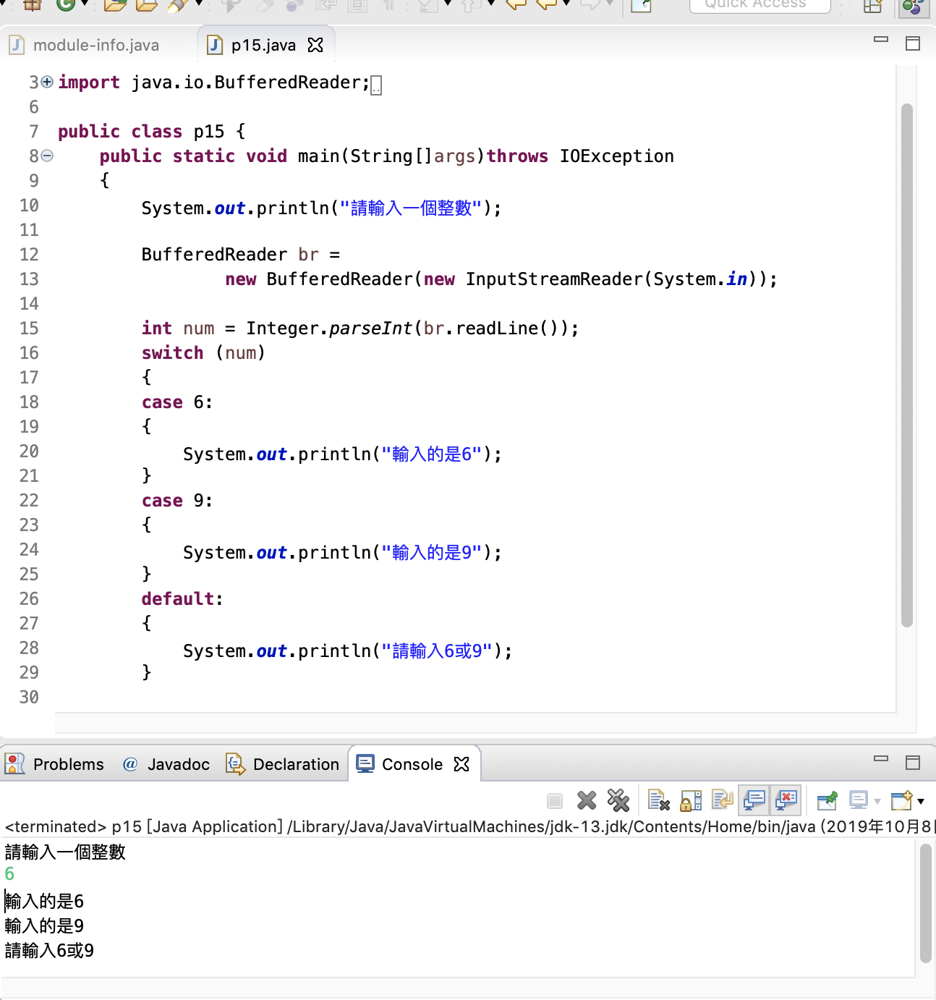 Quick Access
module-info.java
p15.java
3 import java.io.BufferedReader;
6
7 public class p15 {
8 public static void main(String[]args)throws IOException
9 {
10 System.out.println("請輸入一個整數");
11
12 BufferedReader br =
13 new BufferedReader(new InputStreamReader(System.in));
14
15 int num = Integer.parseInt(br.readLine());
16 switch (num)
17 {
18 case 6:
19 {
20 System.out.println("輸入的是6");
21 }
22 case 9:
23 {
24 System.out.println("輸入的是9");
25 }
26 default:
27 {
28 System.out.println("請輸入6或9");
29 }
30
Problems @ Javadoc Declaration Console
<terminated> p15 [Java Application] /Library/Java/JavaVirtualMachines/jdk-13.jdk/Contents/Home/bin/java (2019年10月8
請輸入一個整數
6
輸入的是6
輸入的是9
請輸入6或9